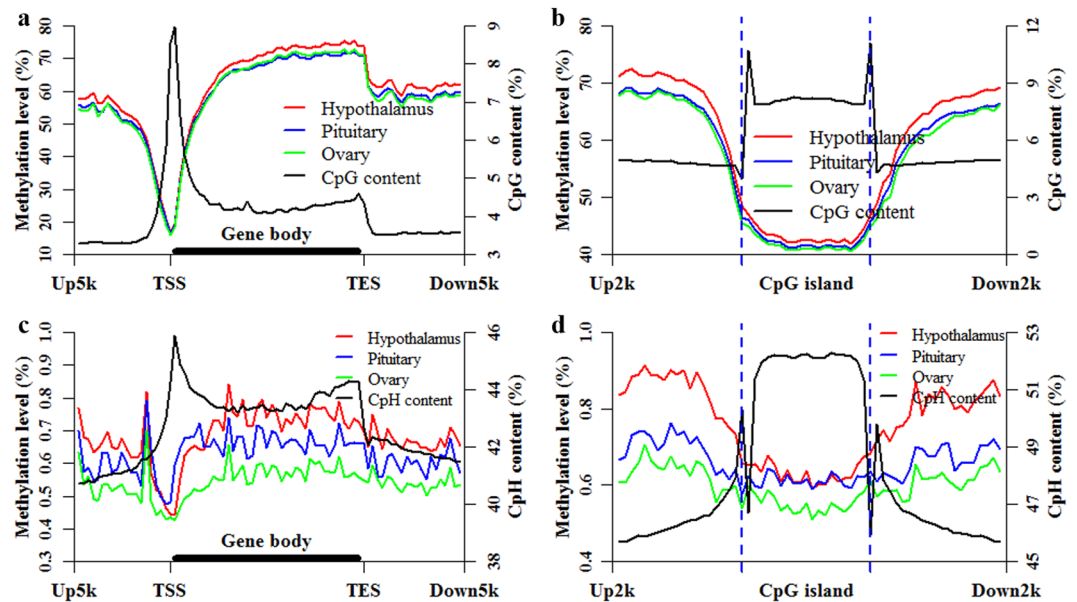 a
Methylation level (%)
80
70
60
50
40
30
20
10
9
8
7
6
5
4
3
CpG content (%)
Hypothalamus
Pituitary
Ovary
CpG content
Gene body
Up5k
TSS
TES
Down5k
b
Methylation level (%)
80
70
60
50
40
12
9
6
3
0
CpG content (%)
Hypothalamus
Pituitary
Ovary
CpG content
Up2k
CpG island
Down2k
c
Methylation level (%)
1.0
0.9
0.8
0.7
0.6
0.5
0.4
0.3
46
44
42
40
38
CpH content (%)
Hypothalamus
Pituitary
Ovary
CpH content
Gene body
Up5k
TSS
TES
Down5k
d
Methylation level (%)
1.0
0.8
0.6
0.4
53
51
49
47
45
CpH content (%)
Hypothalamus
Pituitary
Ovary
CpH content
Up2k
CpG island
Down2k